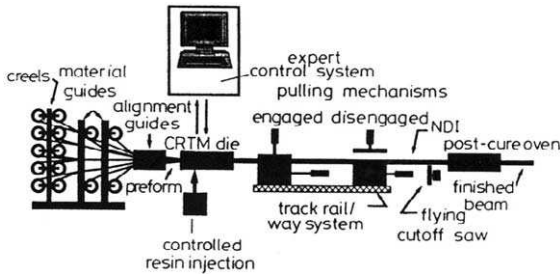 expert
control system
creels
material
guides
alignment
guides
pulling mechanisms
engaged
disengaged
NDI
post-cure oven
CRTM die
preform
controlled
resin injection
track rail/
way system
flying
cutoff saw
finished
beam